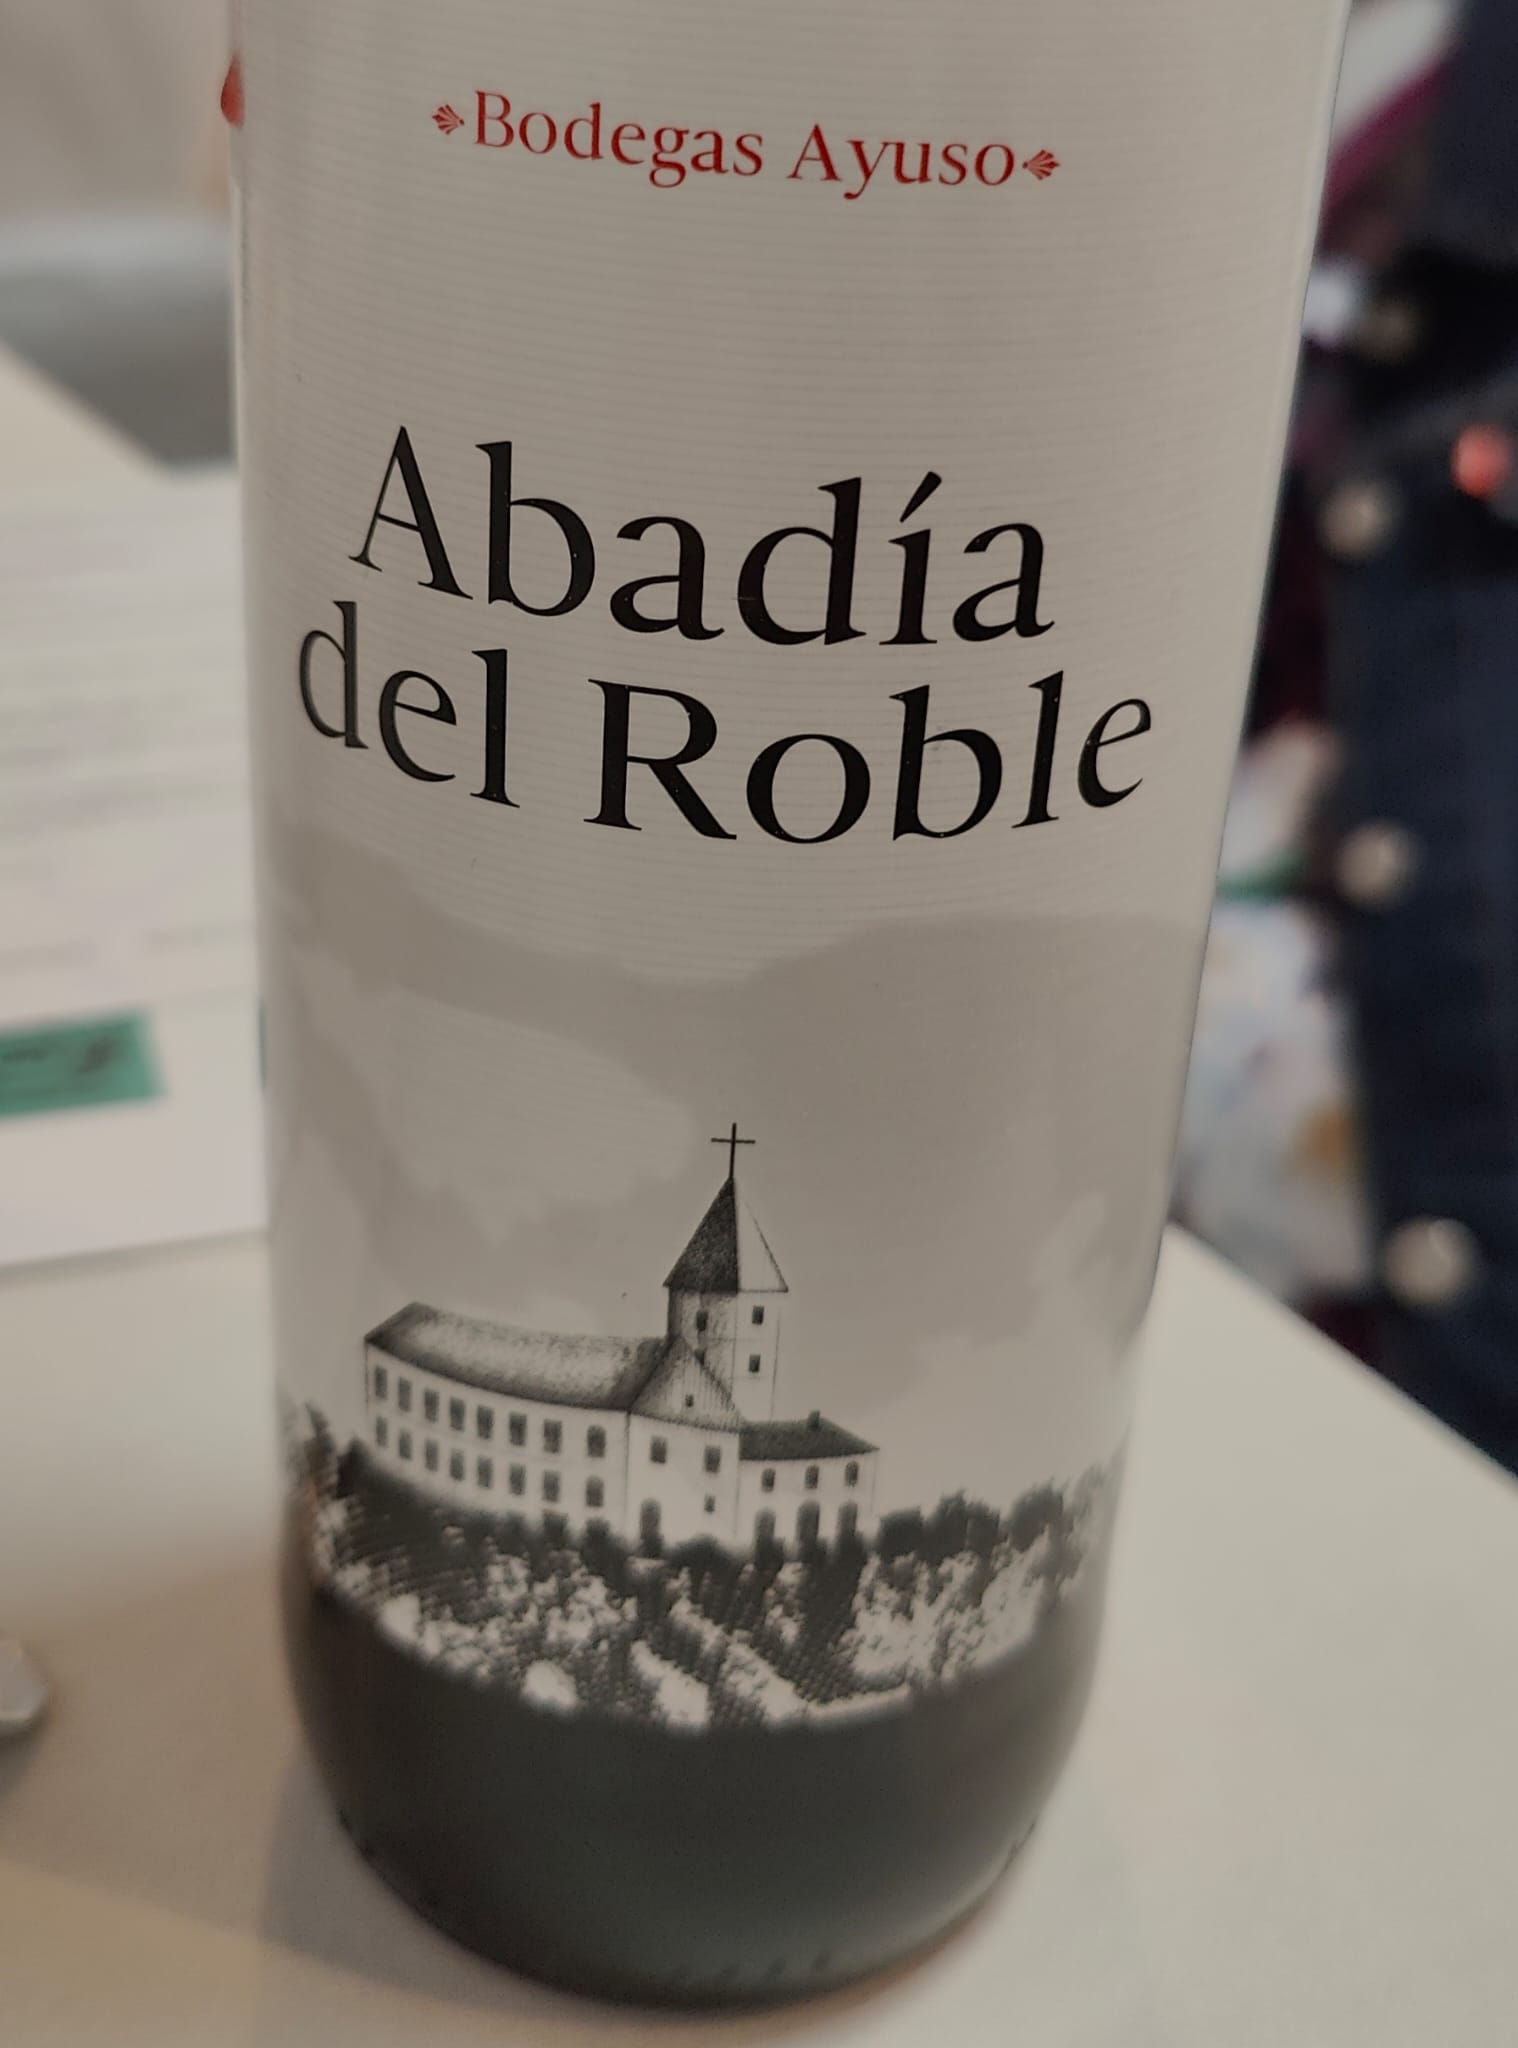 Bodegas Ayuso
Abadía
del Roble